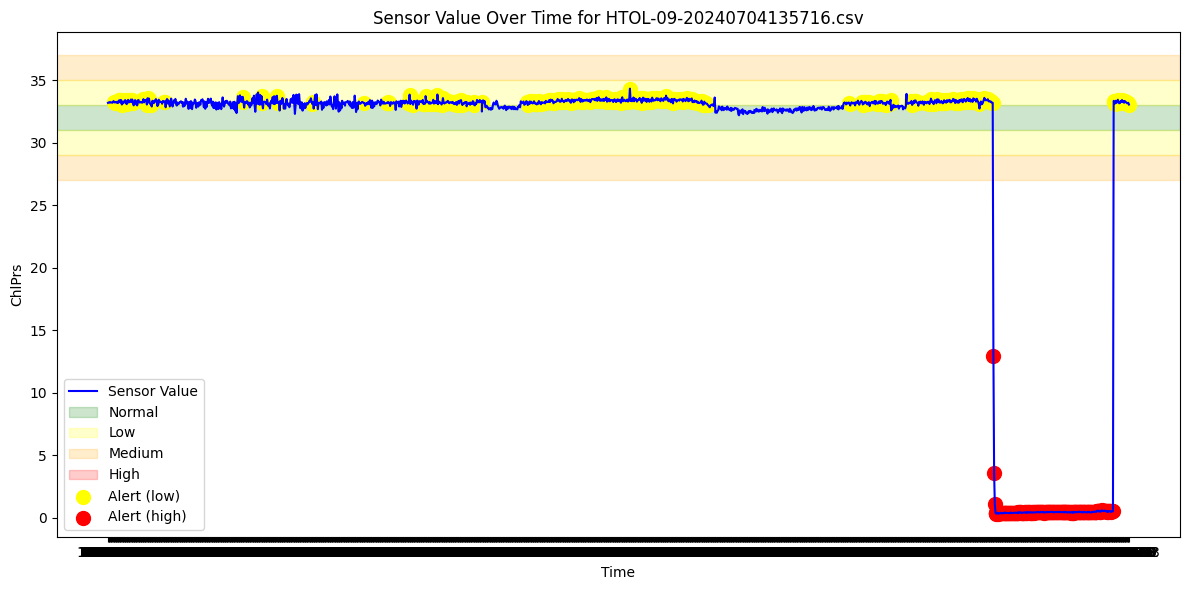 Sensor Value Over Time for HTOL-09-20240704135716.csv
ChlPrs
35
30
25
20
15
10
5
0
Sensor Value
Normal
Low
Medium
High
Alert (low)
Alert (high)
Time